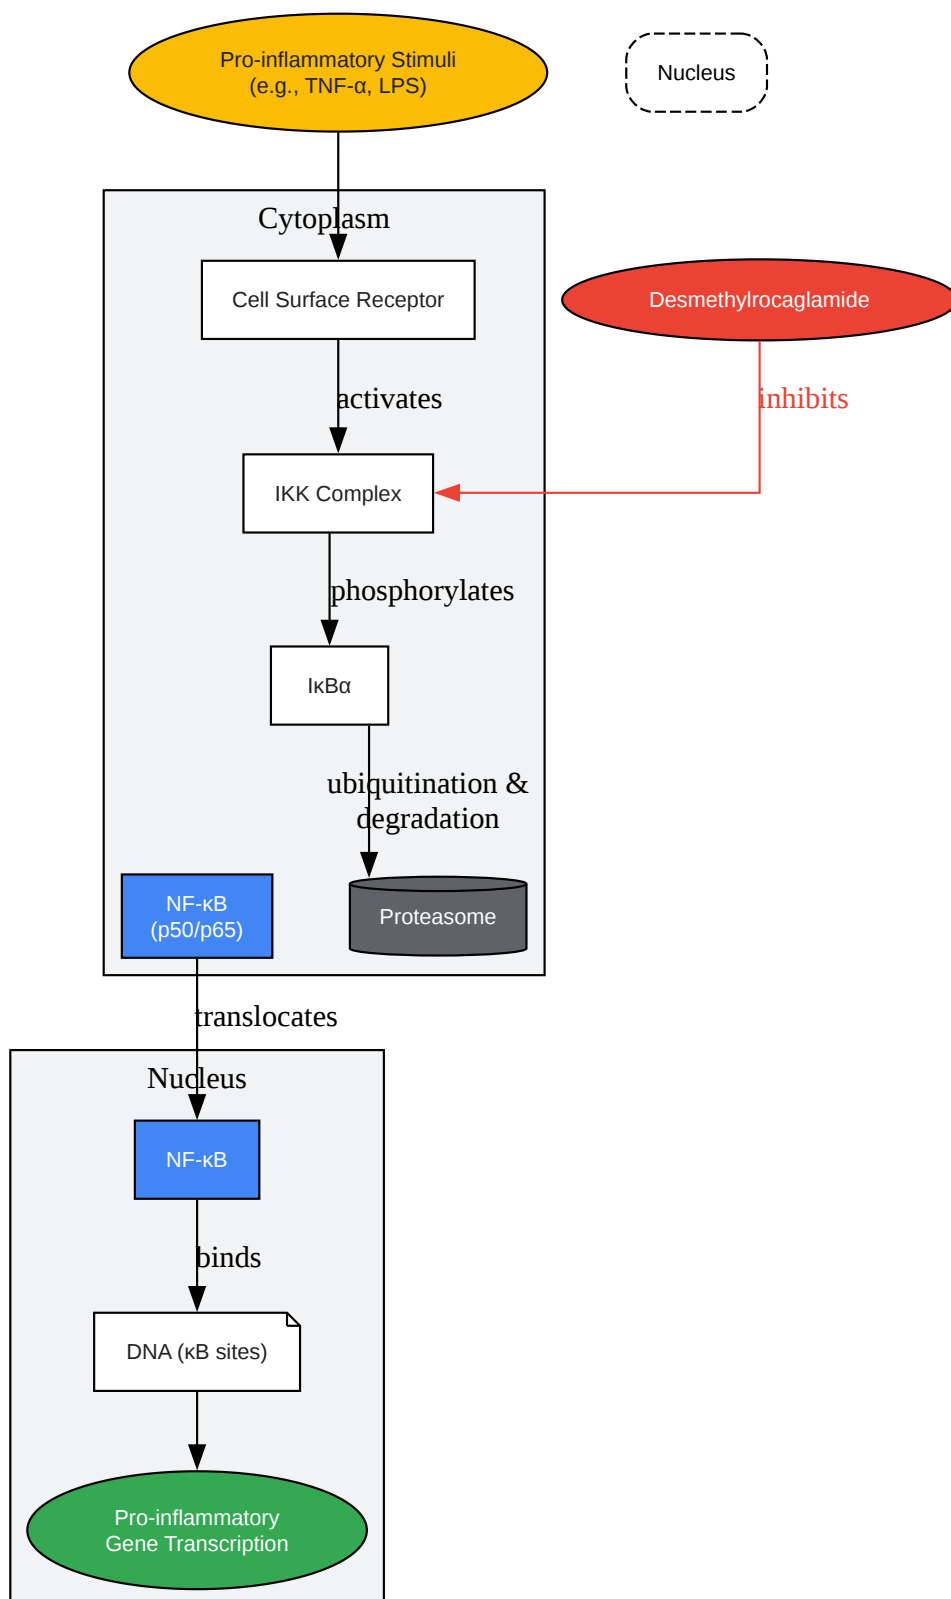 Pro-inflammatory Stimuli
(e.g., TNF-α, LPS)
Nucleus
Cytoplasm
Cell Surface Receptor
Desmethylrocaglamide
activates
inhibits
IKK Complex
phosphorylates
IκBα
ubiquitination &
degradation
NF-κB
(p50/p65)
Proteasome
translocates
Nucleus
NF-κB
binds
DNA (κB sites)
Pro-inflammatory
Gene Transcription